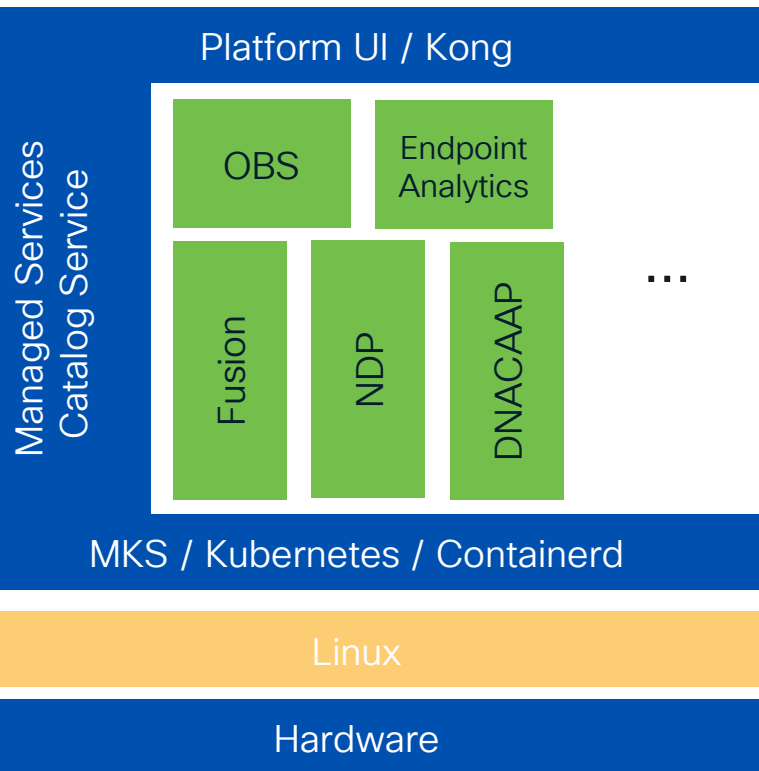 Platform UI / Kong
Managed Services
Catalog Service
OBS
Endpoint
Analytics
Fusion
NDP
DNACAAP
...
MKS / Kubernetes / Containerd
Linux
Hardware